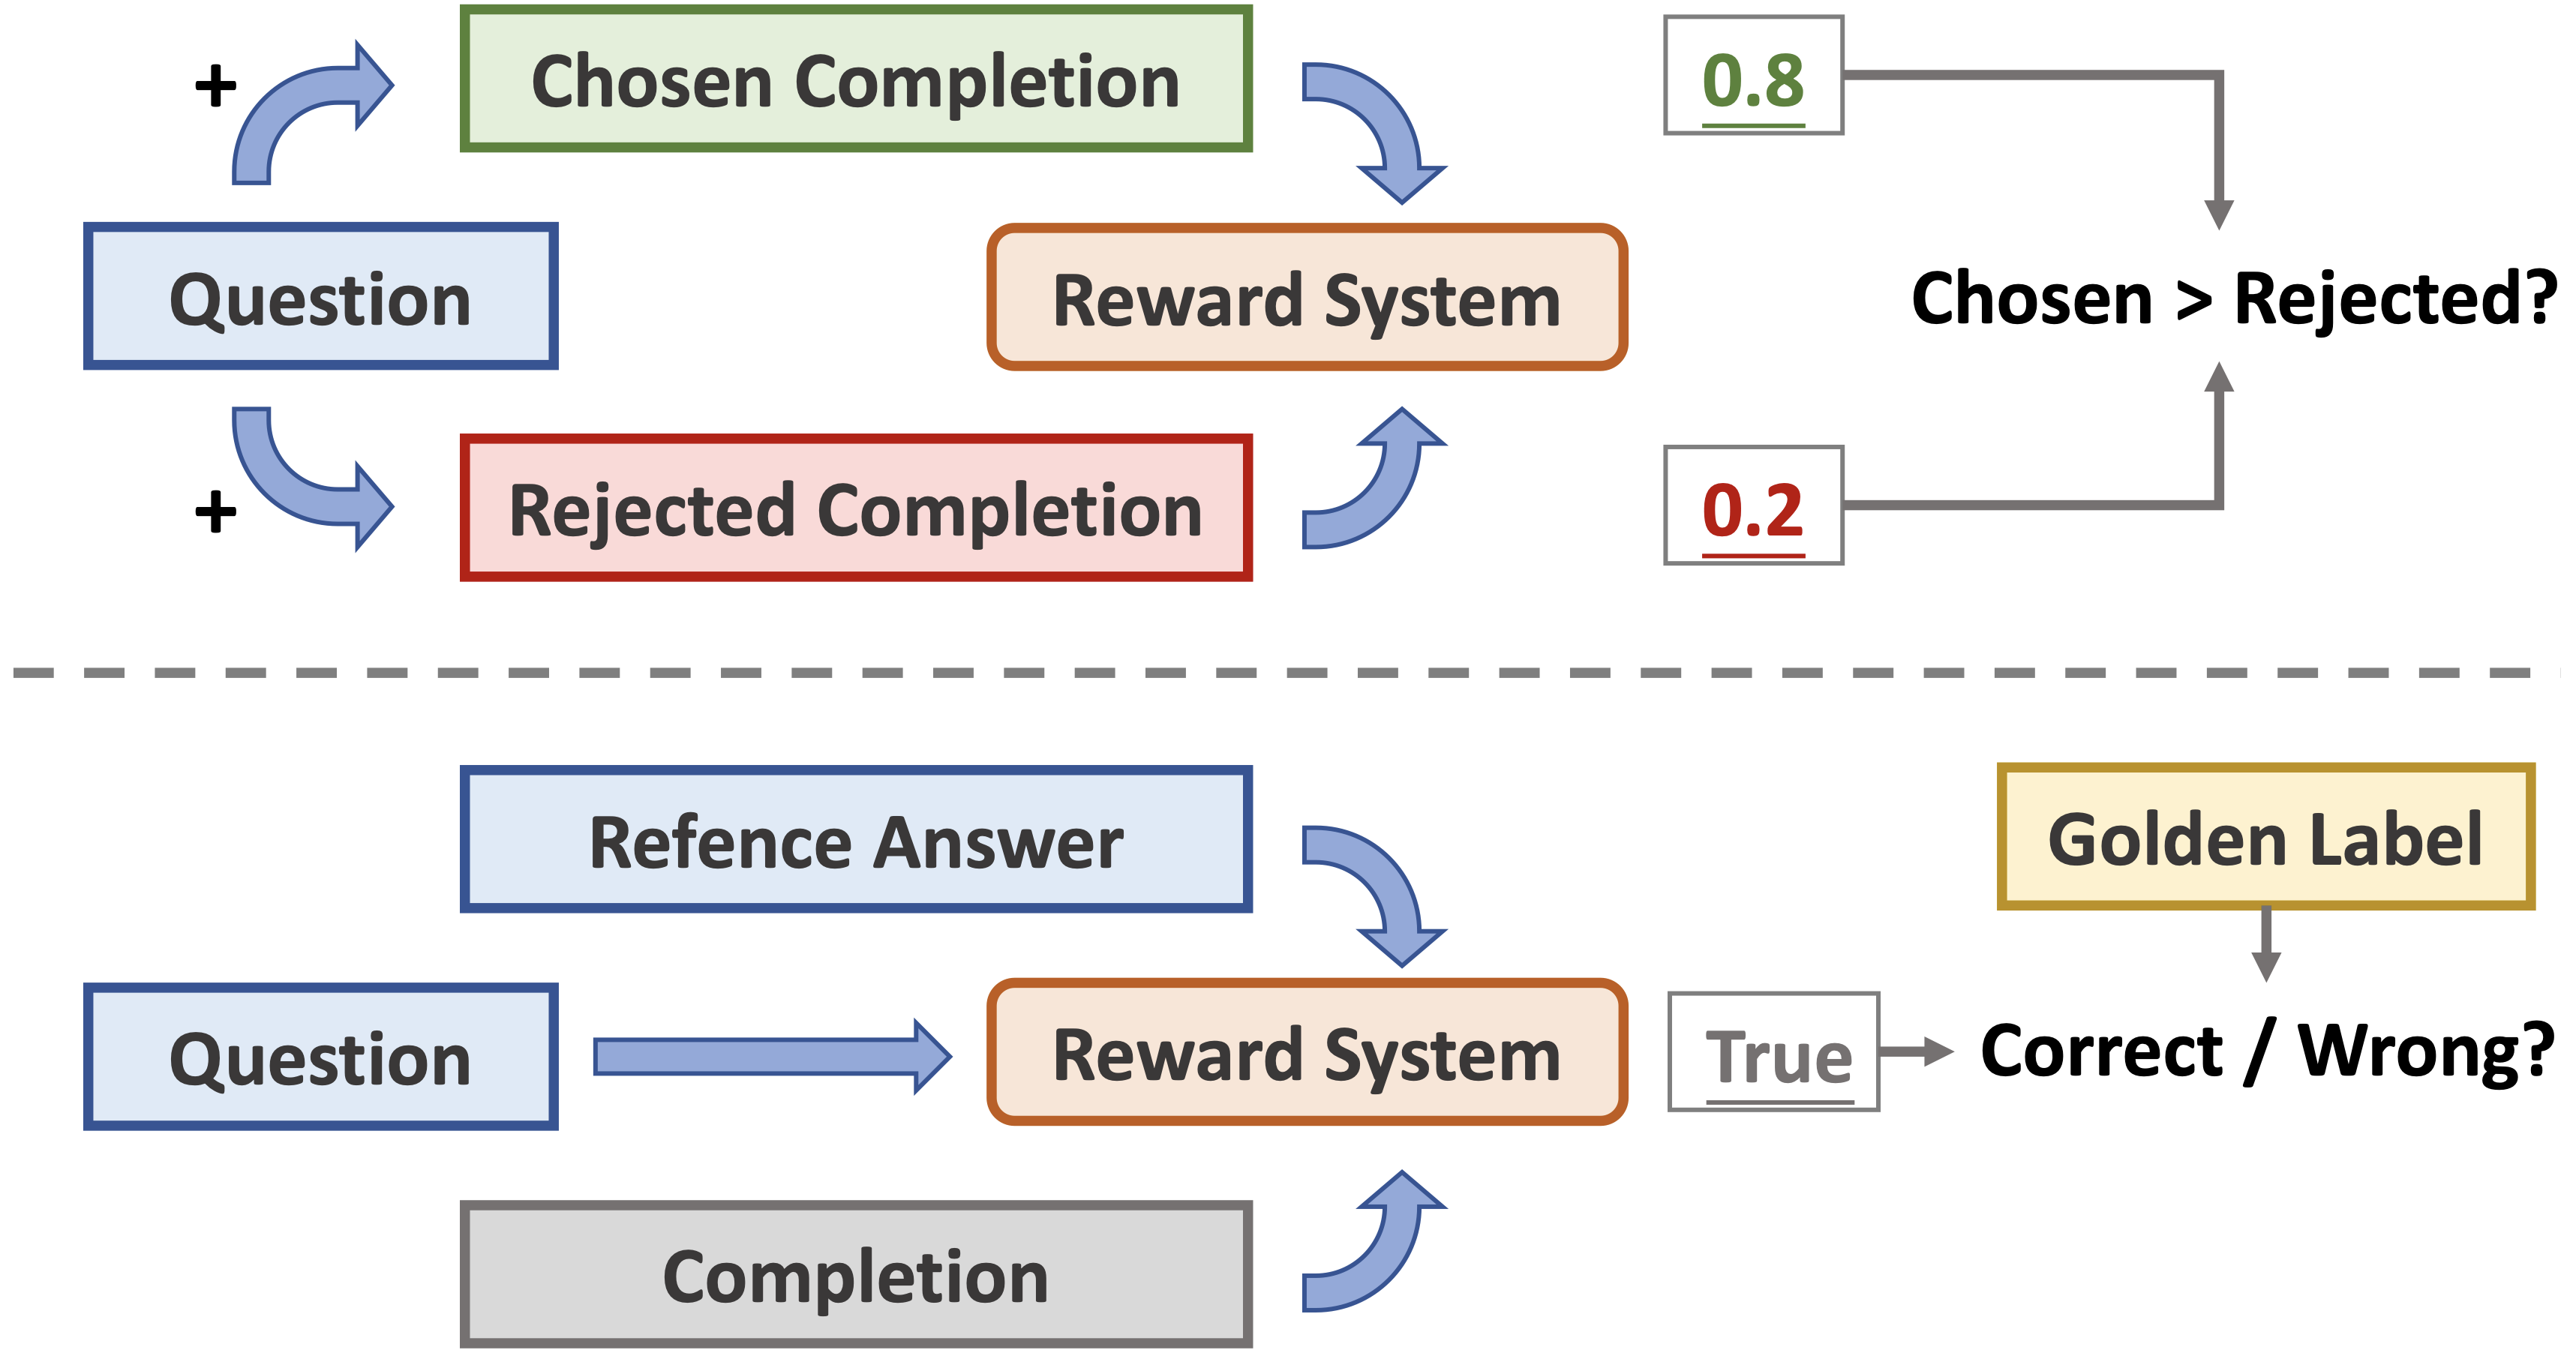 +
Chosen Completion
0.8
Question
Reward System
Chosen > Rejected?
+
Rejected Completion
0.2
Refence Answer
Golden Label
Question
Reward System
True
Correct / Wrong?
Completion